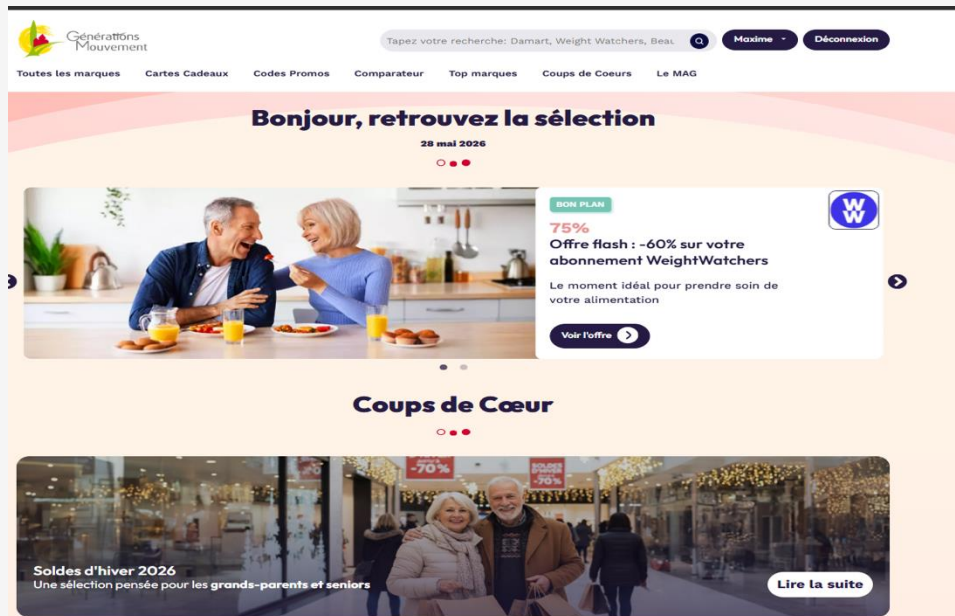 Générations
Mouvement
Tapez votre recherche: Damart, Weight Watchers, Beau
Maxime
Déconnexion
Toutes les marques
Cartes Cadeaux
Codes Promos
Comparateur
Top marques
Coups de Coeurs
Le MAG
Bonjour, retrouvez la sélection
28 mai 2026
BON PLAN
W
W
75%
Offre flash : -60% sur votre
abonnement WeightWatchers
Le moment idéal pour prendre soin de
votre alimentation
Voir l'offre
Coups de Cœur
-70%
SOLDES
D'HIVER
-70%
Soldes d'hiver 2026
Une sélection pensée pour les grands-parents et seniors
Lire la suite